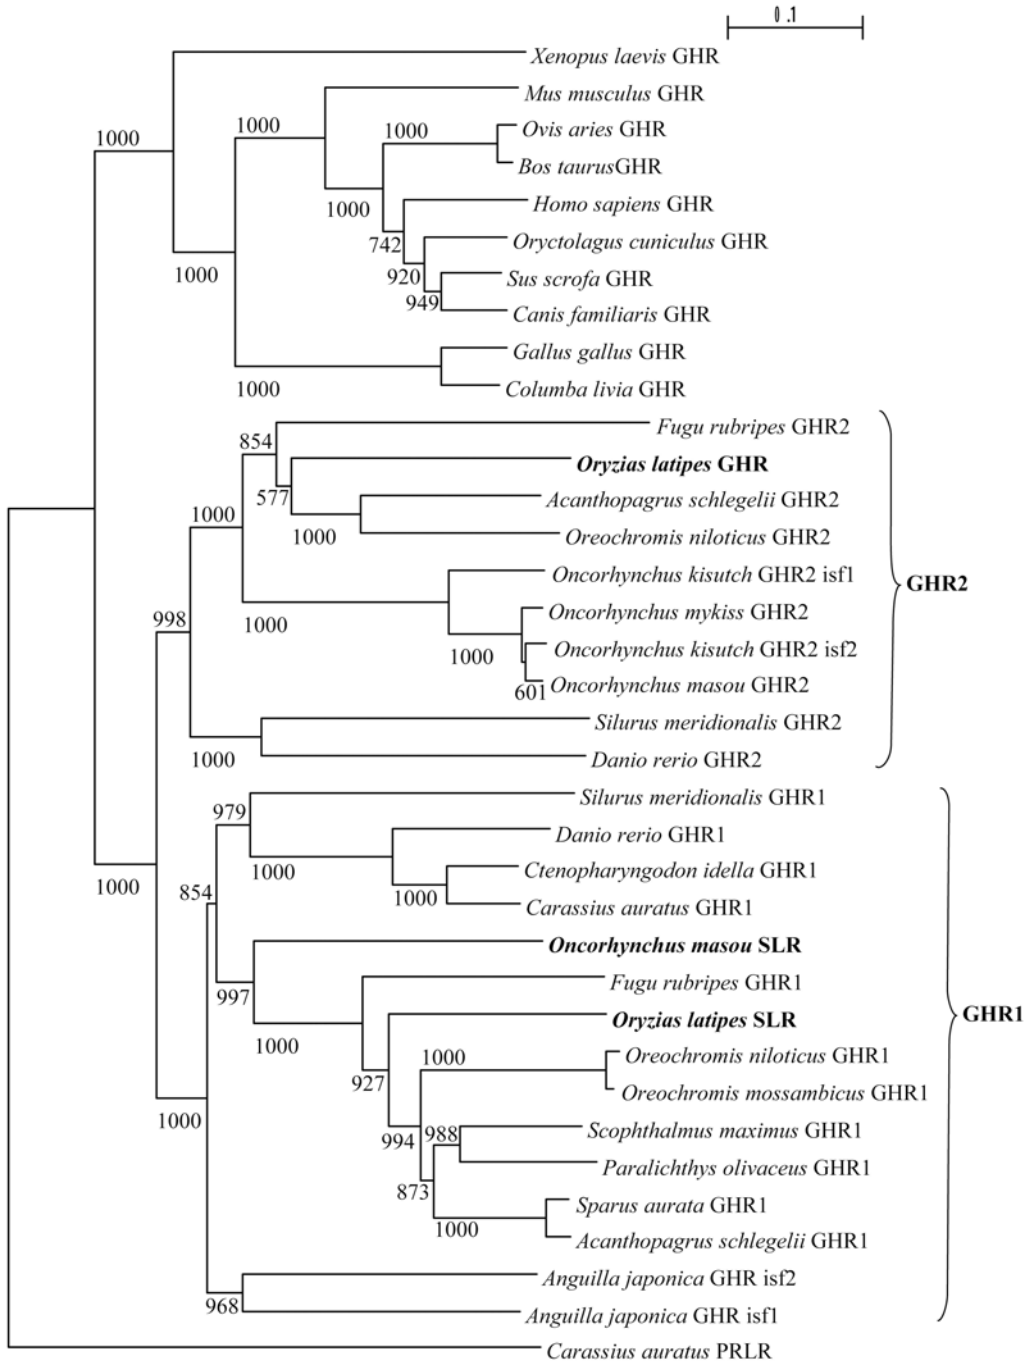 0 .1
Xenopus laevis GHR
Mus musculus GHR
1000
1000
1000
Ovis aries GHR
Bos taurusGHR
1000
Homo sapiens GHR
742
Oryctolagus cuniculus GHR
1000
920
Sus scrofa GHR
949
Canis familiaris GHR
Gallus gallus GHR
1000
Columba livia GHR
Fugu rubripes GHR2
854
Oryzias latipes GHR
577
Acanthopagrus schlegelii GHR2
1000
1000
Oreochromis niloticus GHR2
Oncorhynchus kisutch GHR2 isf1
GHR2
998
1000
Oncorhynchus mykiss GHR2
1000
Oncorhynchus kisutch GHR2 isf2
601
Oncorhynchus masou GHR2
Silurus meridionalis GHR2
1000
Danio rerio GHR2
Silurus meridionalis GHR1
979
Danio rerio GHR1
1000
1000
Ctenopharyngodon idella GHR1
854
1000
Carassius auratus GHR1
Oncorhynchus masou SLR
997
Fugu rubripes GHR1
Oryzias latipes SLR
GHR1
1000
1000
Oreochromis niloticus GHR1
927
Oreochromis mossambicus GHR1
1000
994
988
Scophthalmus maximus GHR1
Paralichthys olivaceus GHR1
873
Sparus aurata GHR1
1000
Acanthopagrus schlegelii GHR1
Anguilla japonica GHR isf2
968
Anguilla japonica GHR isf1
Carassius auratus PRLR